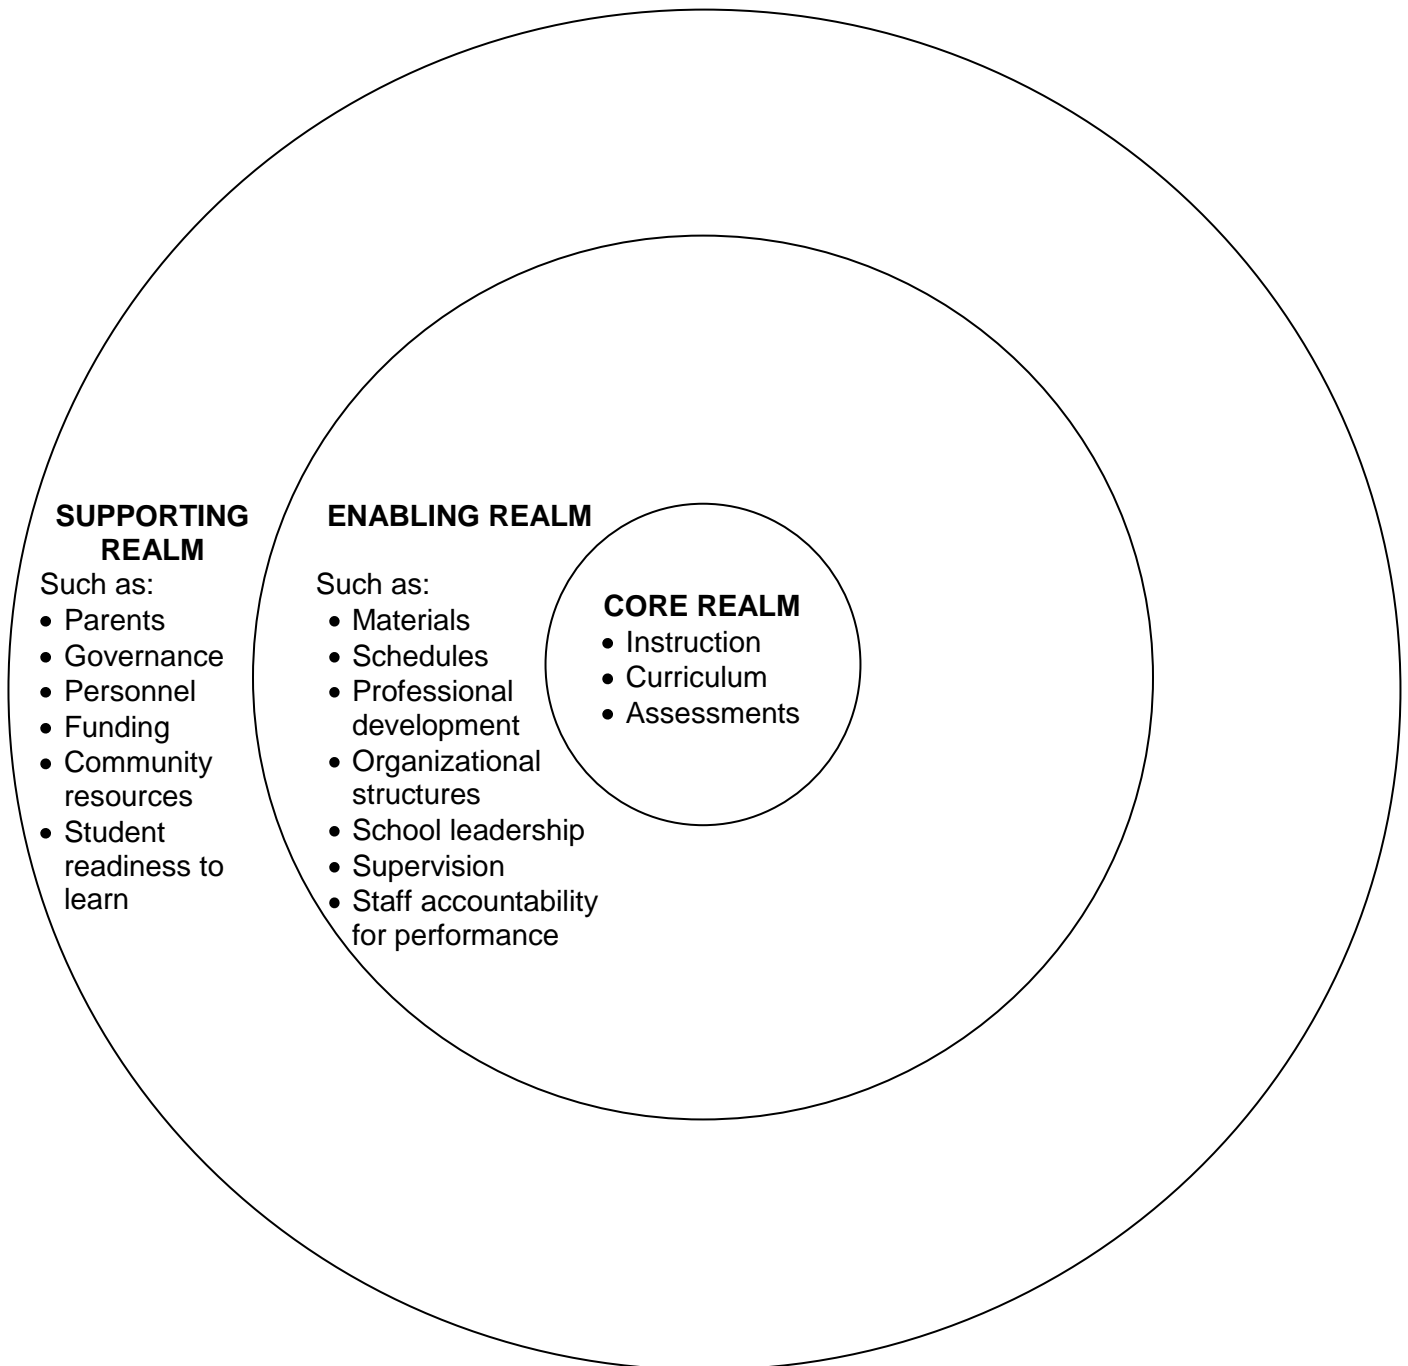 SUPPORTING
REALM
Such as:
• Parents
• Governance
• Personnel
• Funding
• Community
resources
• Student
readiness to
learn
ENABLING REALM
Such as:
• Materials
• Schedules
• Professional
development
• Organizational
structures
• School leadership
• Supervision
• Staff accountability
for performance
CORE REALM
• Instruction
• Curriculum
• Assessments